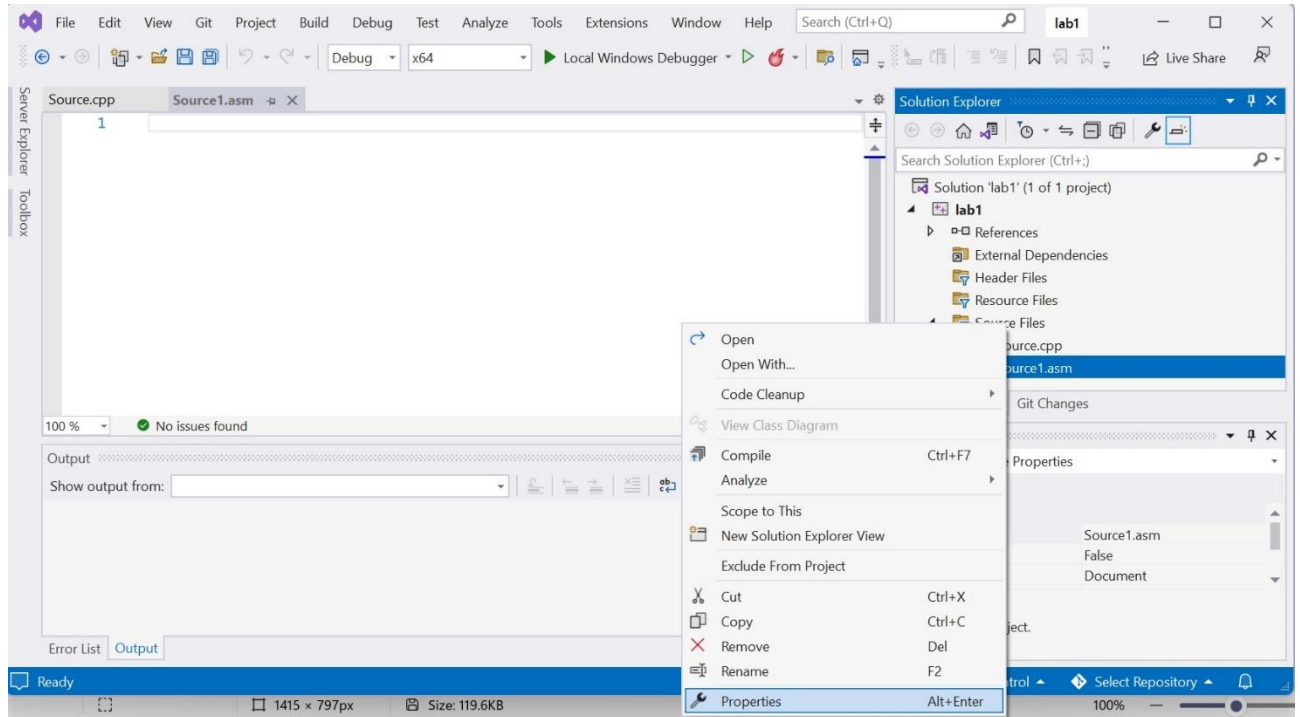 File Edit View Git Project Build Debug Test Analyze Tools Extensions Window Help Search (Ctrl+Q) lab1
Debug x64 Local Windows Debugger Live Share
Server Explorer
Toolbox
Source.cpp Source1.asm
1
100 % No issues found
Output
Show output from:
Error List Output
Solution Explorer
Search Solution Explorer (Ctrl+;)
Solution 'lab1' (1 of 1 project)
lab1
References
External Dependencies
Header Files
Resource Files
Source Files
ource.cpp
ource1.asm
Git Changes
Properties
Source1.asm
False
Document
ject.
Open
Open With...
Code Cleanup
View Class Diagram
Compile Ctrl+F7
Analyze
Scope to This
New Solution Explorer View
Exclude From Project
Cut Ctrl+X
Copy Ctrl+C
Remove Del
Rename F2
Properties Alt+Enter
Ready trol Select Repository
1415 × 797px Size: 119.6KB 100%